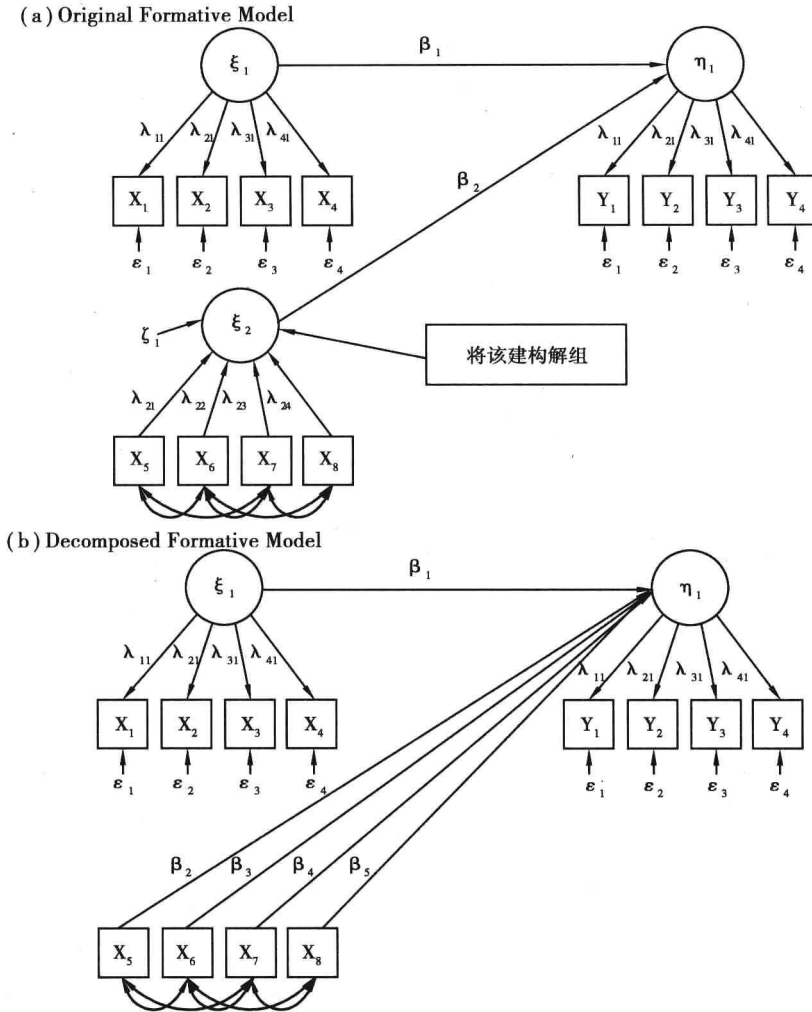 (a) Original Formative Model
β₁
ξ₁
η₁
λ₁₁ λ₂₁ λ₃₁ λ₄₁
λ₁₁ λ₂₁ λ₃₁ λ₄₁
β₂
X₁ X₂ X₃ X₄
Y₁ Y₂ Y₃ Y₄
ε₁ ε₂ ε₃ ε₄
ε₁ ε₂ ε₃ ε₄
ζ₁
ξ₂
将该建构解组
λ₂₁ λ₂₂ λ₂₃ λ₂₄
X₅ X₆ X₇ X₈
(b) Decomposed Formative Model
β₁
ξ₁
η₁
λ₁₁ λ₂₁ λ₃₁ λ₄₁
λ₁₁ λ₂₁ λ₃₁ λ₄₁
X₁ X₂ X₃ X₄
Y₁ Y₂ Y₃ Y₄
ε₁ ε₂ ε₃ ε₄
ε₁ ε₂ ε₃ ε₄
β₂ β₃ β₄ β₅
X₅ X₆ X₇ X₈